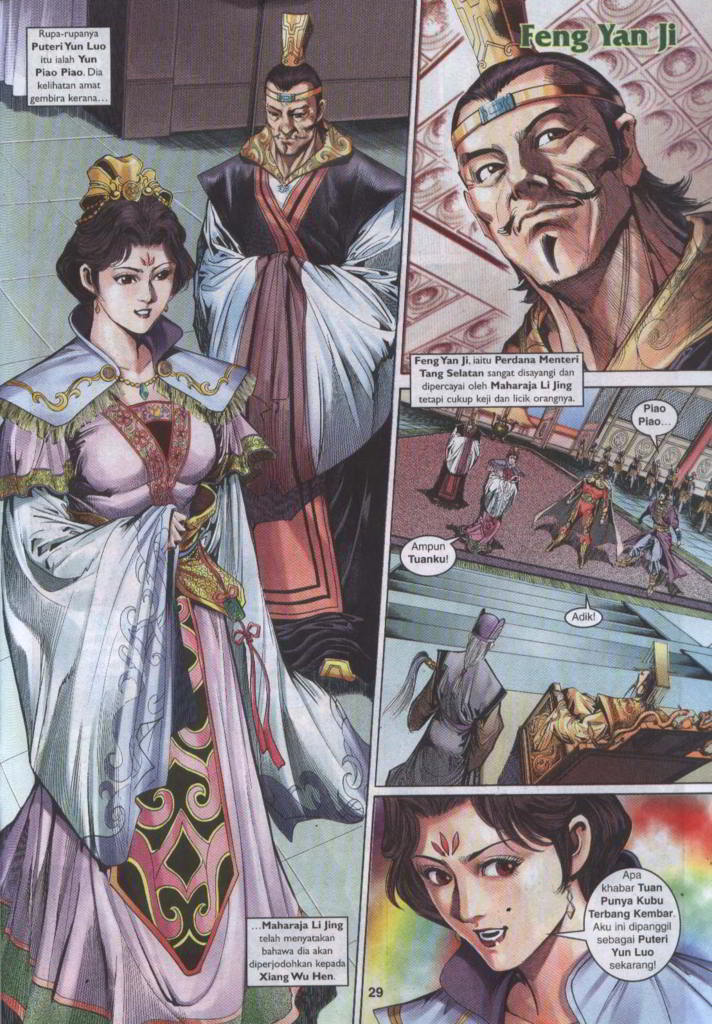 Rupa-rupanya
Puteri Yun Luo
itu ialah Yun
Piao Piao. Dia
kelihatan amat
gembira kerana...
Feng Yan Ji
Feng Yan Ji, iaitu Perdana Menteri
Tang Selatan sangat disayangi dan
dipercayai oleh Maharaja Li Jing
tetapi cukup keji dan licik orangnya.
Piao
Piao...
Ampun
Tuanku!
Adik!
...Maharaja Li Jing
telah menyatakan
bahawa dia akan
diperjodohkan kepada
Xiang Wu Hen.
Apa
khabar Tuan
Punya Kubu
Terbang Kembar.
Aku ini dipanggil
sebagai Puteri
Yun Luo
sekarang!
29